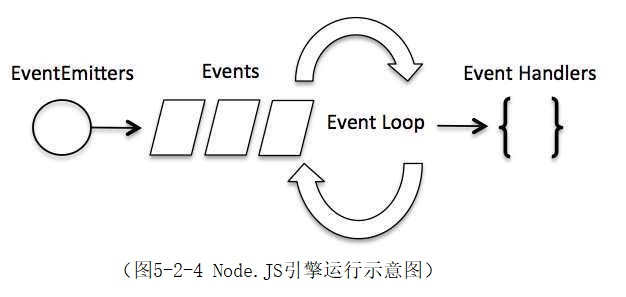 EventEmitters
Events
Event Loop
Event Handlers
{ }
（图5-2-4 Node.JS引擎运行示意图）